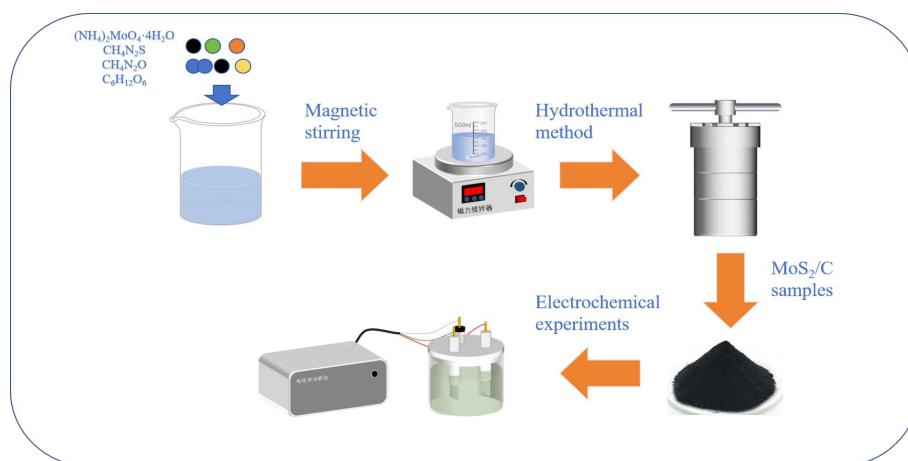 (NH₄)₂MoO₄·4H₂O
CH₄N₂S
CH₄N₂O
C₆H₁₂O₆
Magnetic
stirring
500ml
磁力搅拌器
Hydrothermal
method
MoS₂/C
samples
Electrochemical
experiments
电化学分析仪